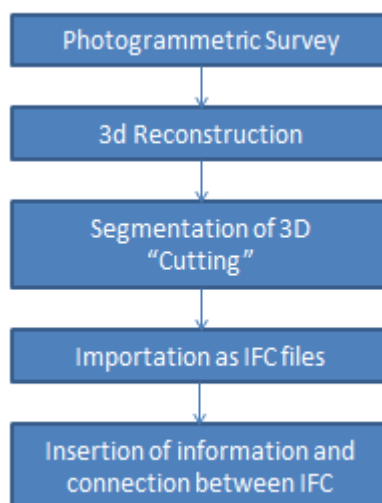 Photogrammetric Survey
3d Reconstruction
Segmentation of 3D
“Cutting”
Importation as IFC files
Insertion of information and
connection between IFC